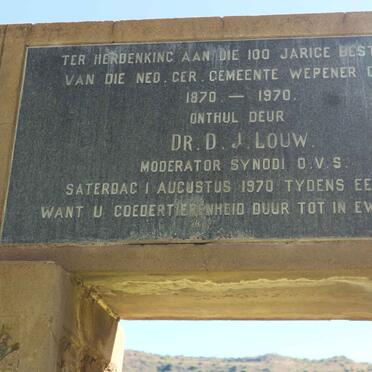 TER HERDENKING AAN DIE 100 JARIGE BEST
VAN DIE NED. GER. GEMEENTE WEPENER
1870. — 1970.
ONTHUL DEUR
DR. D. J. LOUW.
MODERATOR SYNODI O.V.S.
SATERDAG 1 AUGUSTUS 1970 TYDENS EE
WANT U GOEDERTIERENHEID DUUR TOT IN EW